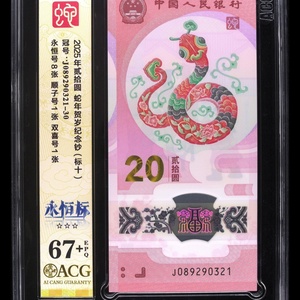 2025年贰拾圆 蛇年贺岁纪念钞（标十）
冠号：J089290321-30
永恒号8张 顺子号1张 双喜号1张
永恒标
☆☆☆
67+ EPQ
ACG
AI CANG GUARANTY
中国人民银行
20
贰拾圆
J089290321